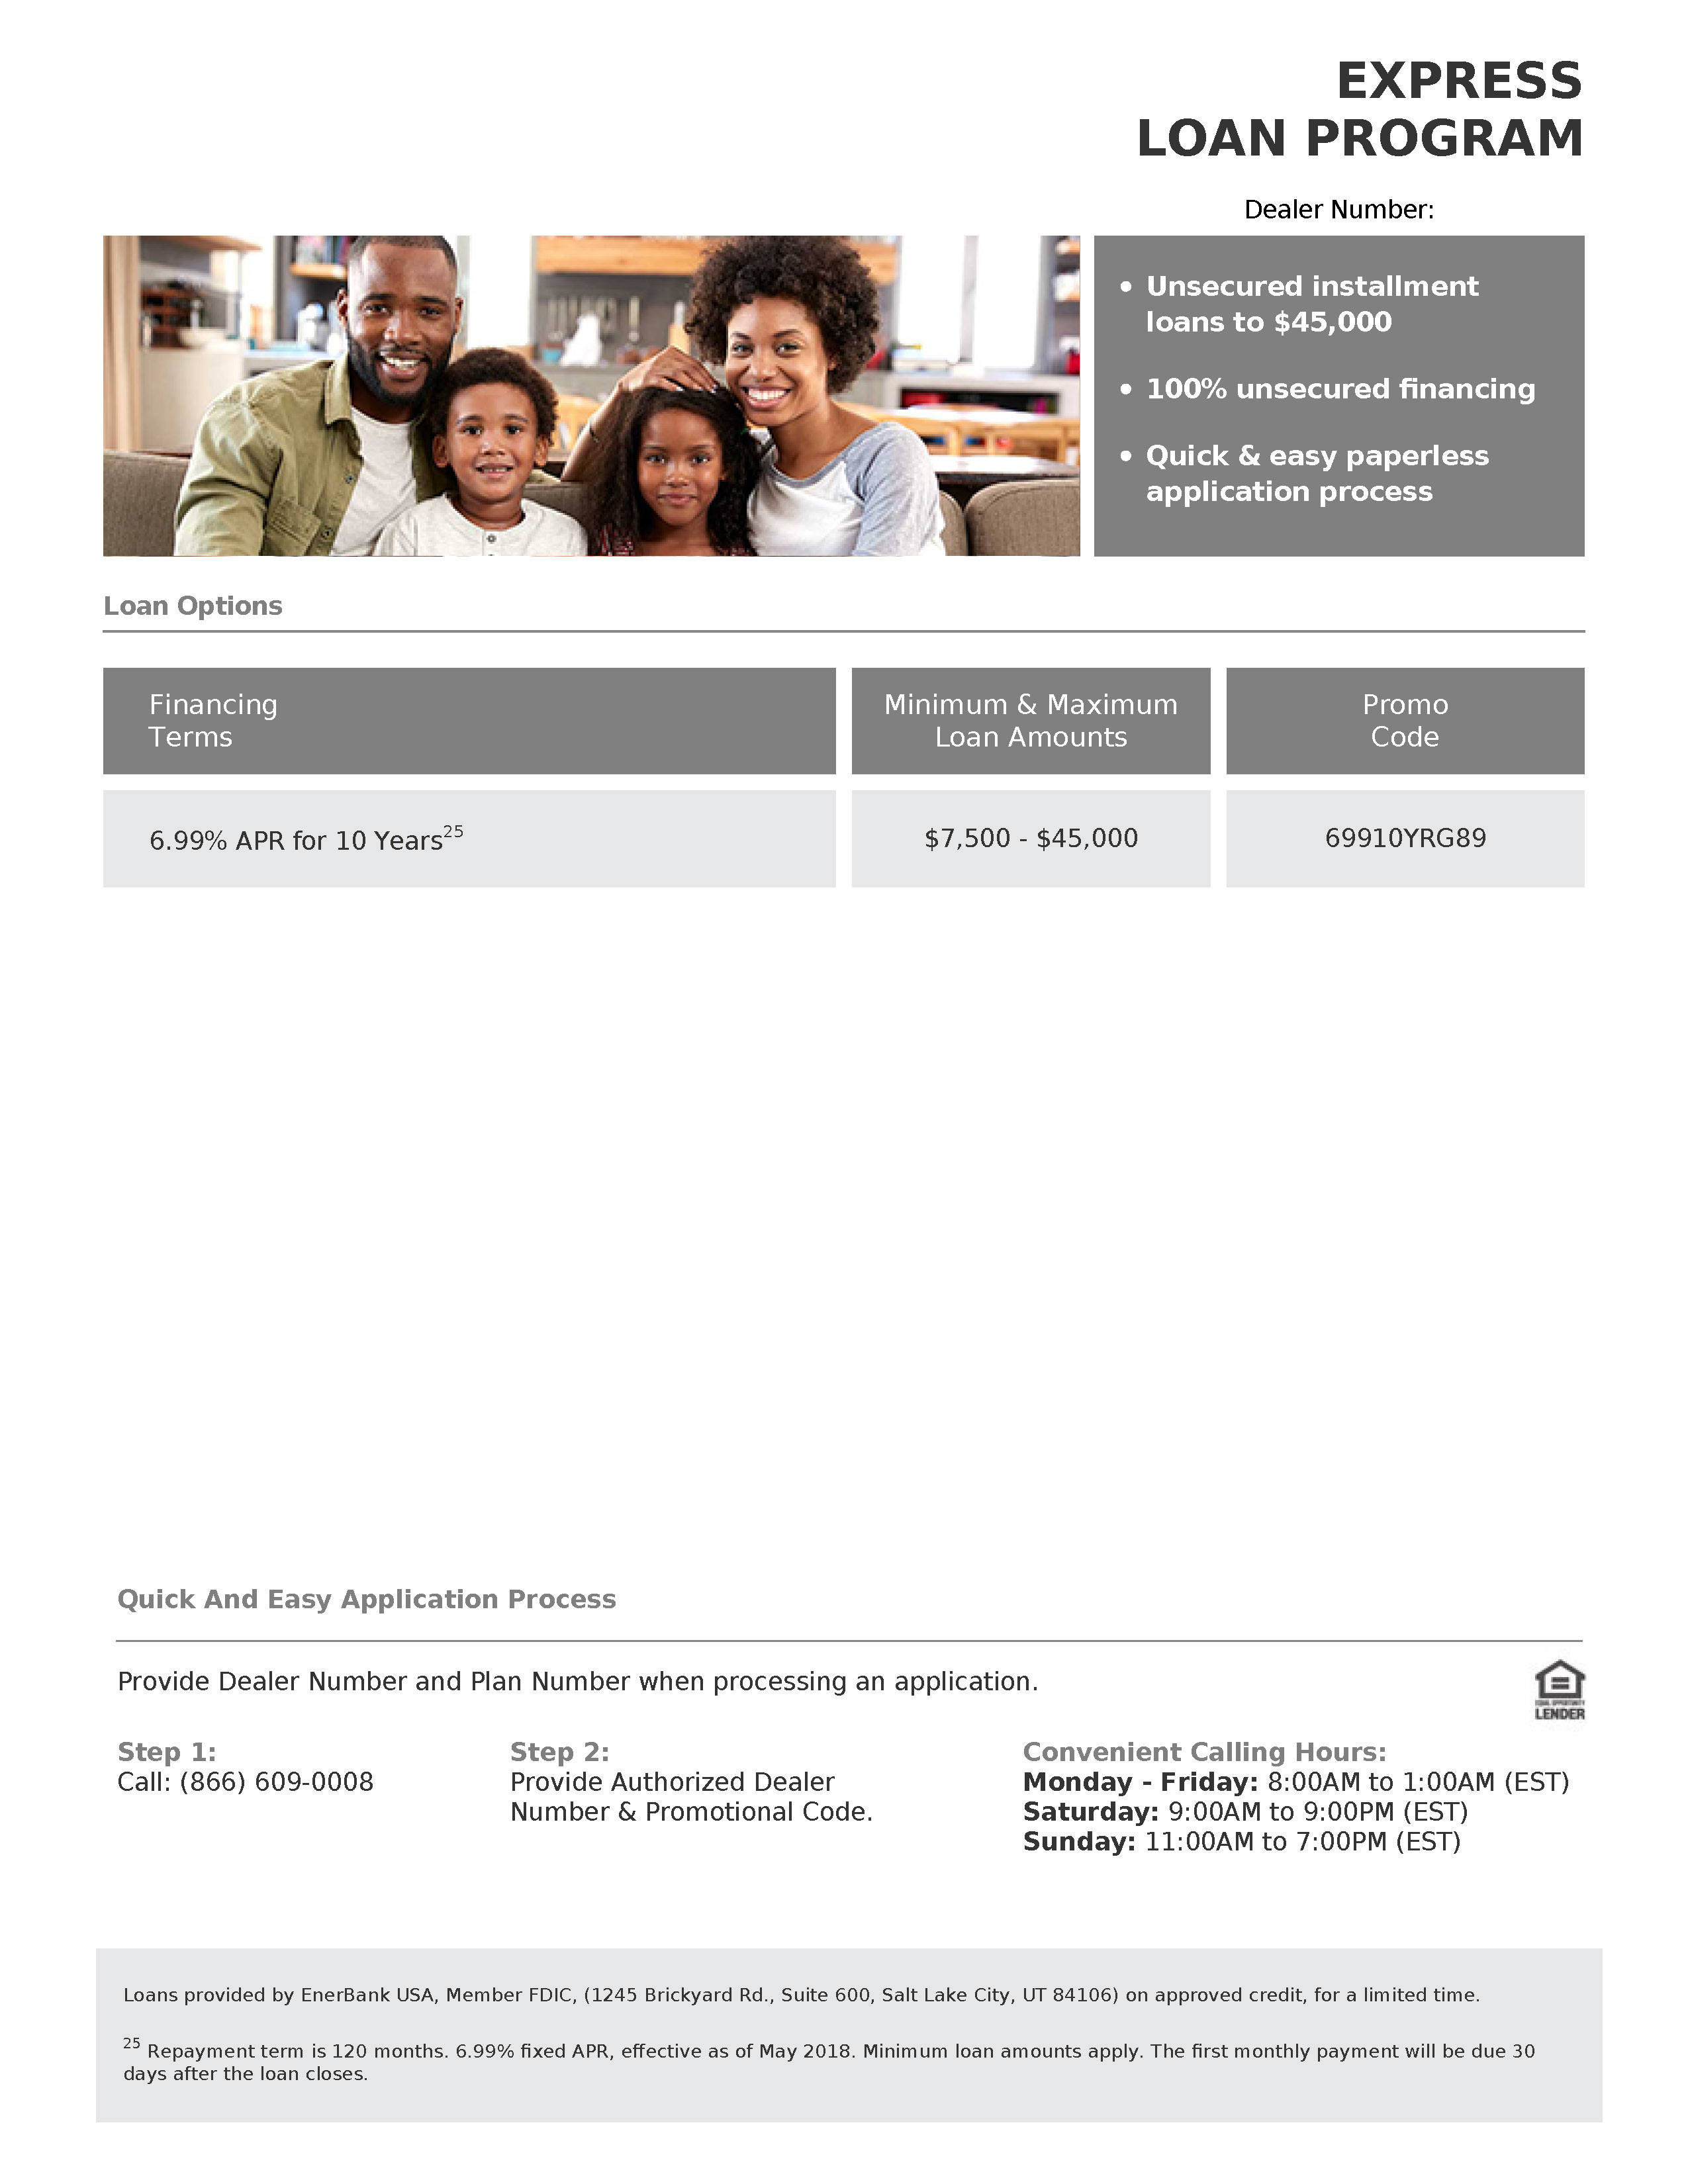 EXPRESS
LOAN PROGRAM
Dealer Number:
• Unsecured installment
loans to $45,000
• 100% unsecured financing
• Quick & easy paperless
application process
Loan Options
Financing
Terms
Minimum & Maximum
Loan Amounts
Promo
Code
6.99% APR for 10 Years25
$7,500 - $45,000
69910YRG89
Quick And Easy Application Process
Provide Dealer Number and Plan Number when processing an application.
EQUAL OPPORTUNITY
LENDER
Step 1:
Call: (866) 609-0008
Step 2:
Provide Authorized Dealer
Number & Promotional Code.
Convenient Calling Hours:
Monday - Friday: 8:00AM to 1:00AM (EST)
Saturday: 9:00AM to 9:00PM (EST)
Sunday: 11:00AM to 7:00PM (EST)
Loans provided by EnerBank USA, Member FDIC, (1245 Brickyard Rd., Suite 600, Salt Lake City, UT 84106) on approved credit, for a limited time.
25 Repayment term is 120 months. 6.99% fixed APR, effective as of May 2018. Minimum loan amounts apply. The first monthly payment will be due 30
days after the loan closes.